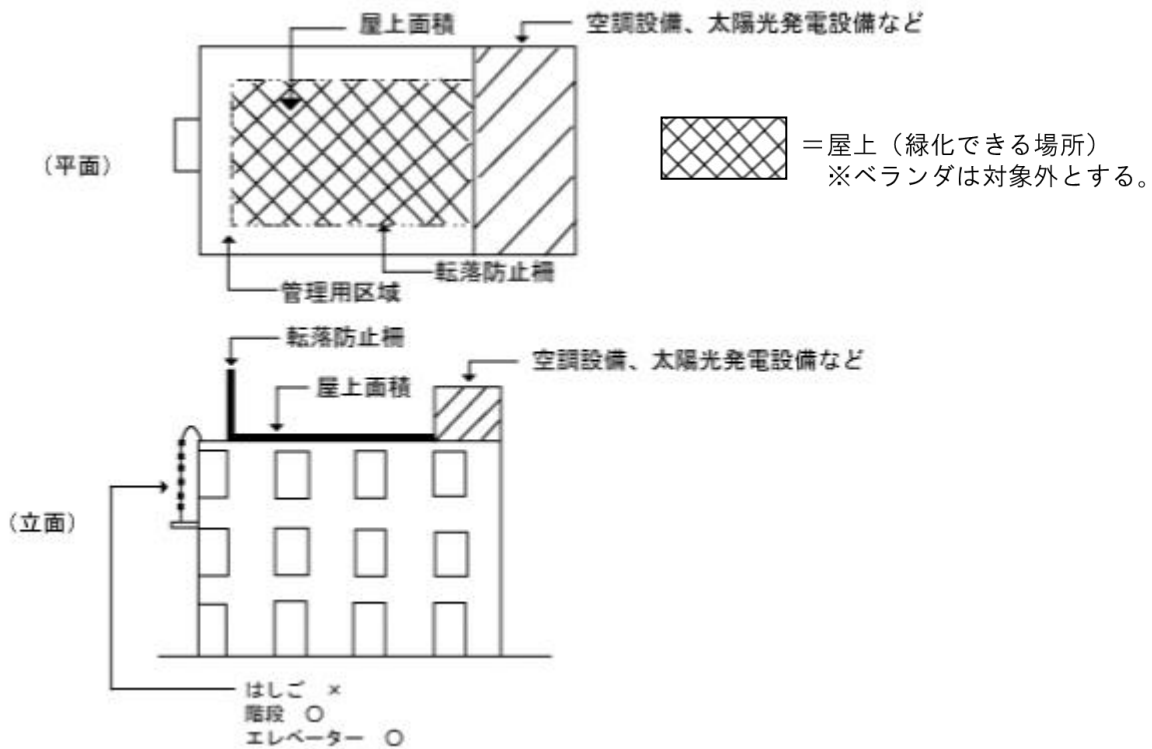 屋上面積
空調設備、太陽光発電設備など
(平面)
=屋上(緑化できる場所)
※ベランダは対象外とする。
転落防止柵
管理用区域
転落防止柵
空調設備、太陽光発電設備など
屋上面積
(立面)
はしご ×
階段 ○
エレベーター ○